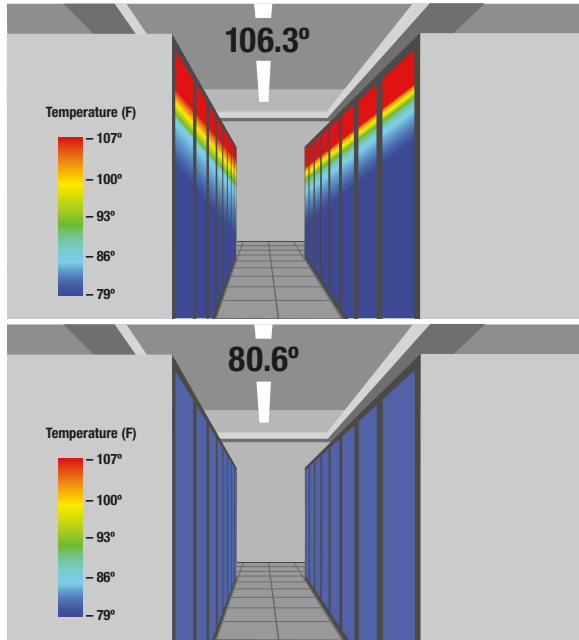 106.3º
Temperature (F)
– 107º
– 100º
– 93º
– 86º
– 79º
80.6º
Temperature (F)
– 107º
– 100º
– 93º
– 86º
– 79º